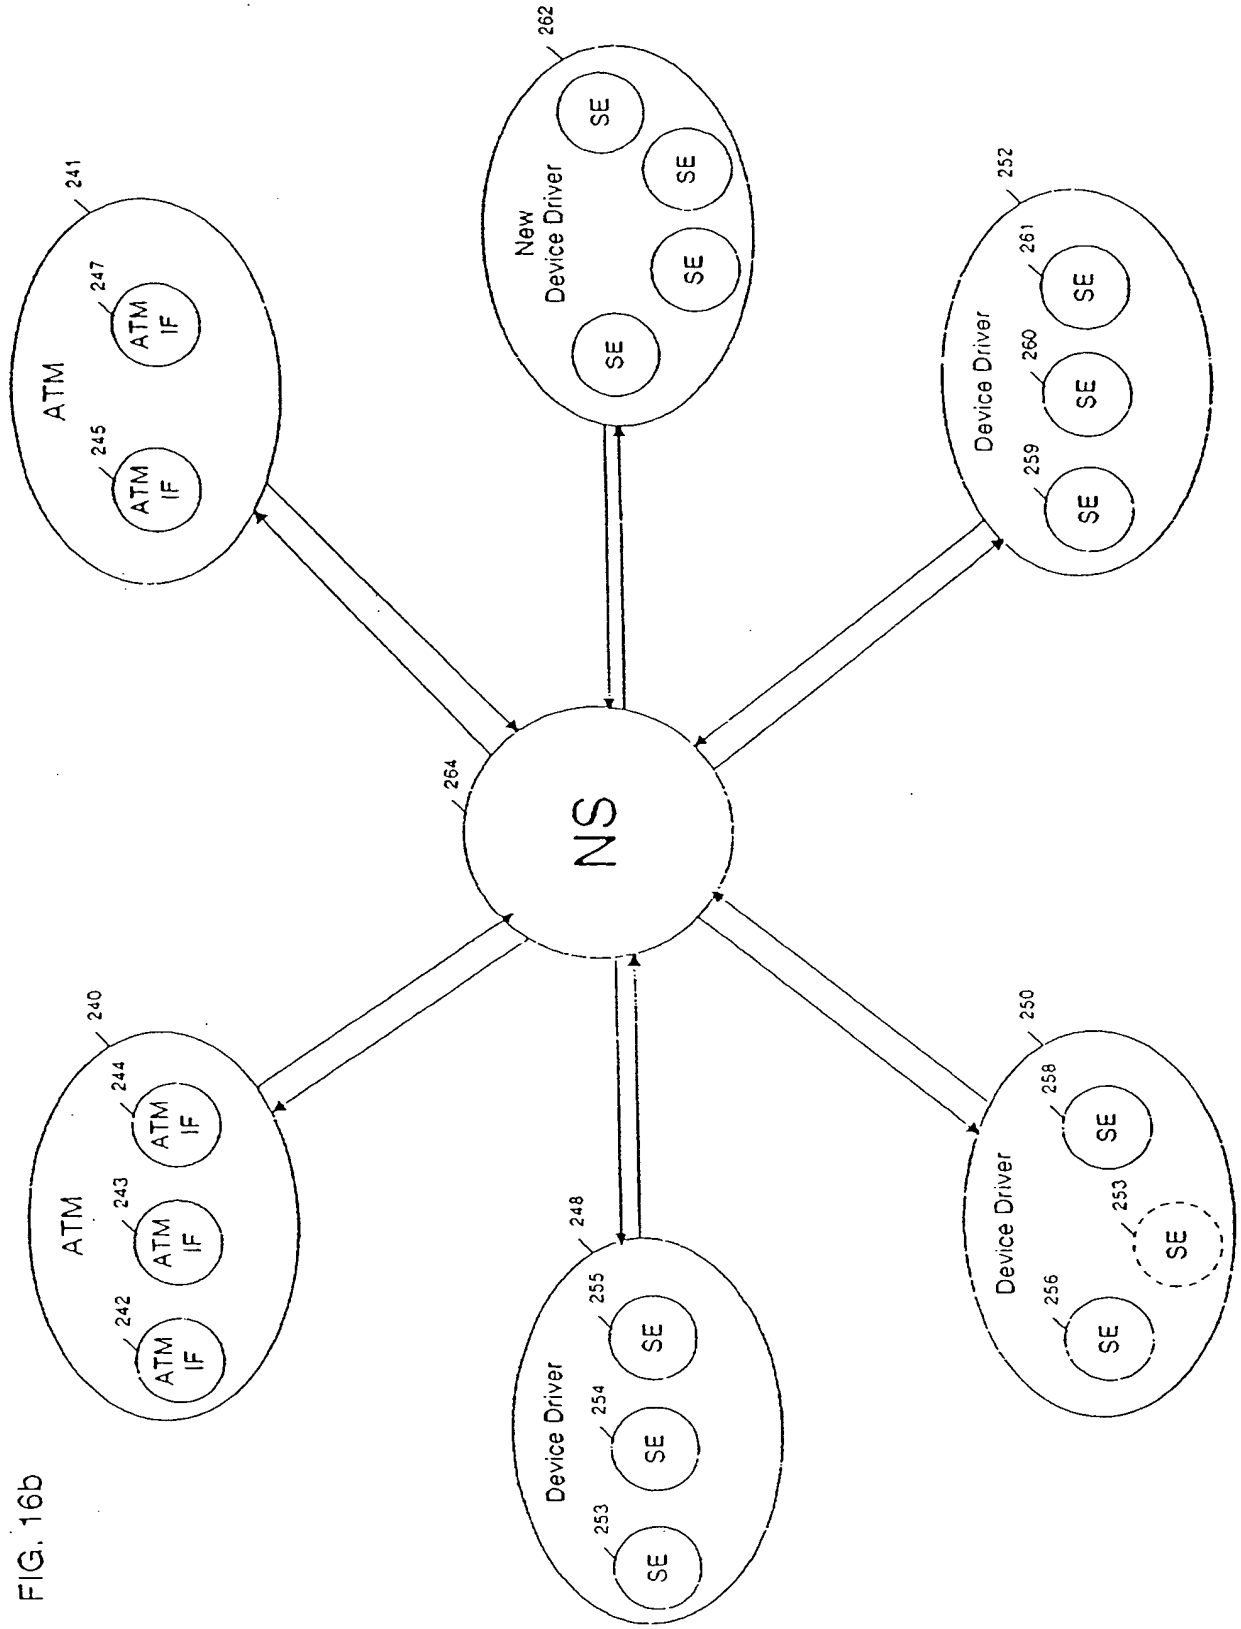 FIG. 16b
240
ATM
242
ATM
IF
243
ATM
IF
244
ATM
IF
241
ATM
245
ATM
IF
247
ATM
IF
248
Device Driver
253
SE
254
SE
255
SE
264
NS
262
New
Device Driver
SE
SE
SE
SE
250
Device Driver
256
SE
253
SE
258
SE
252
Device Driver
259
SE
260
SE
261
SE